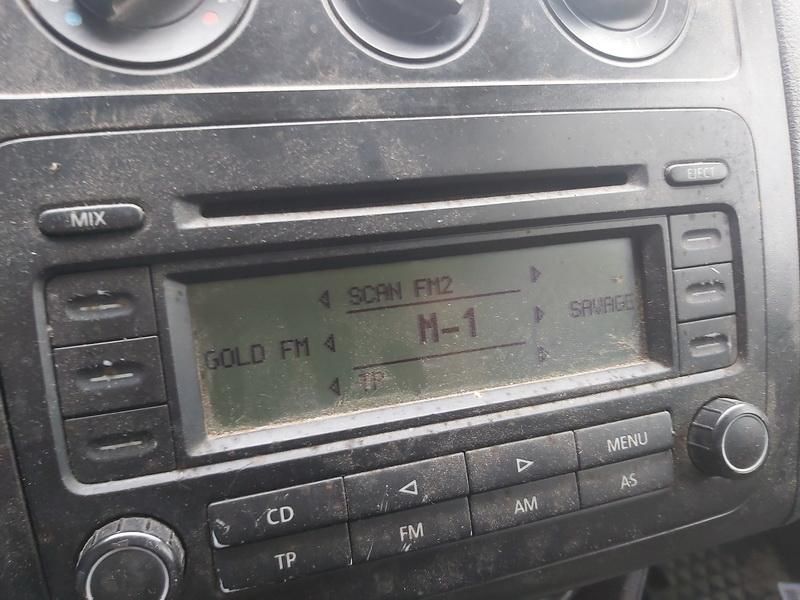 MIX
EJECT
SCAN FM2
GOLD FM
M-1
SAVAGE
TP
CD
MENU
TP
FM
AM
AS